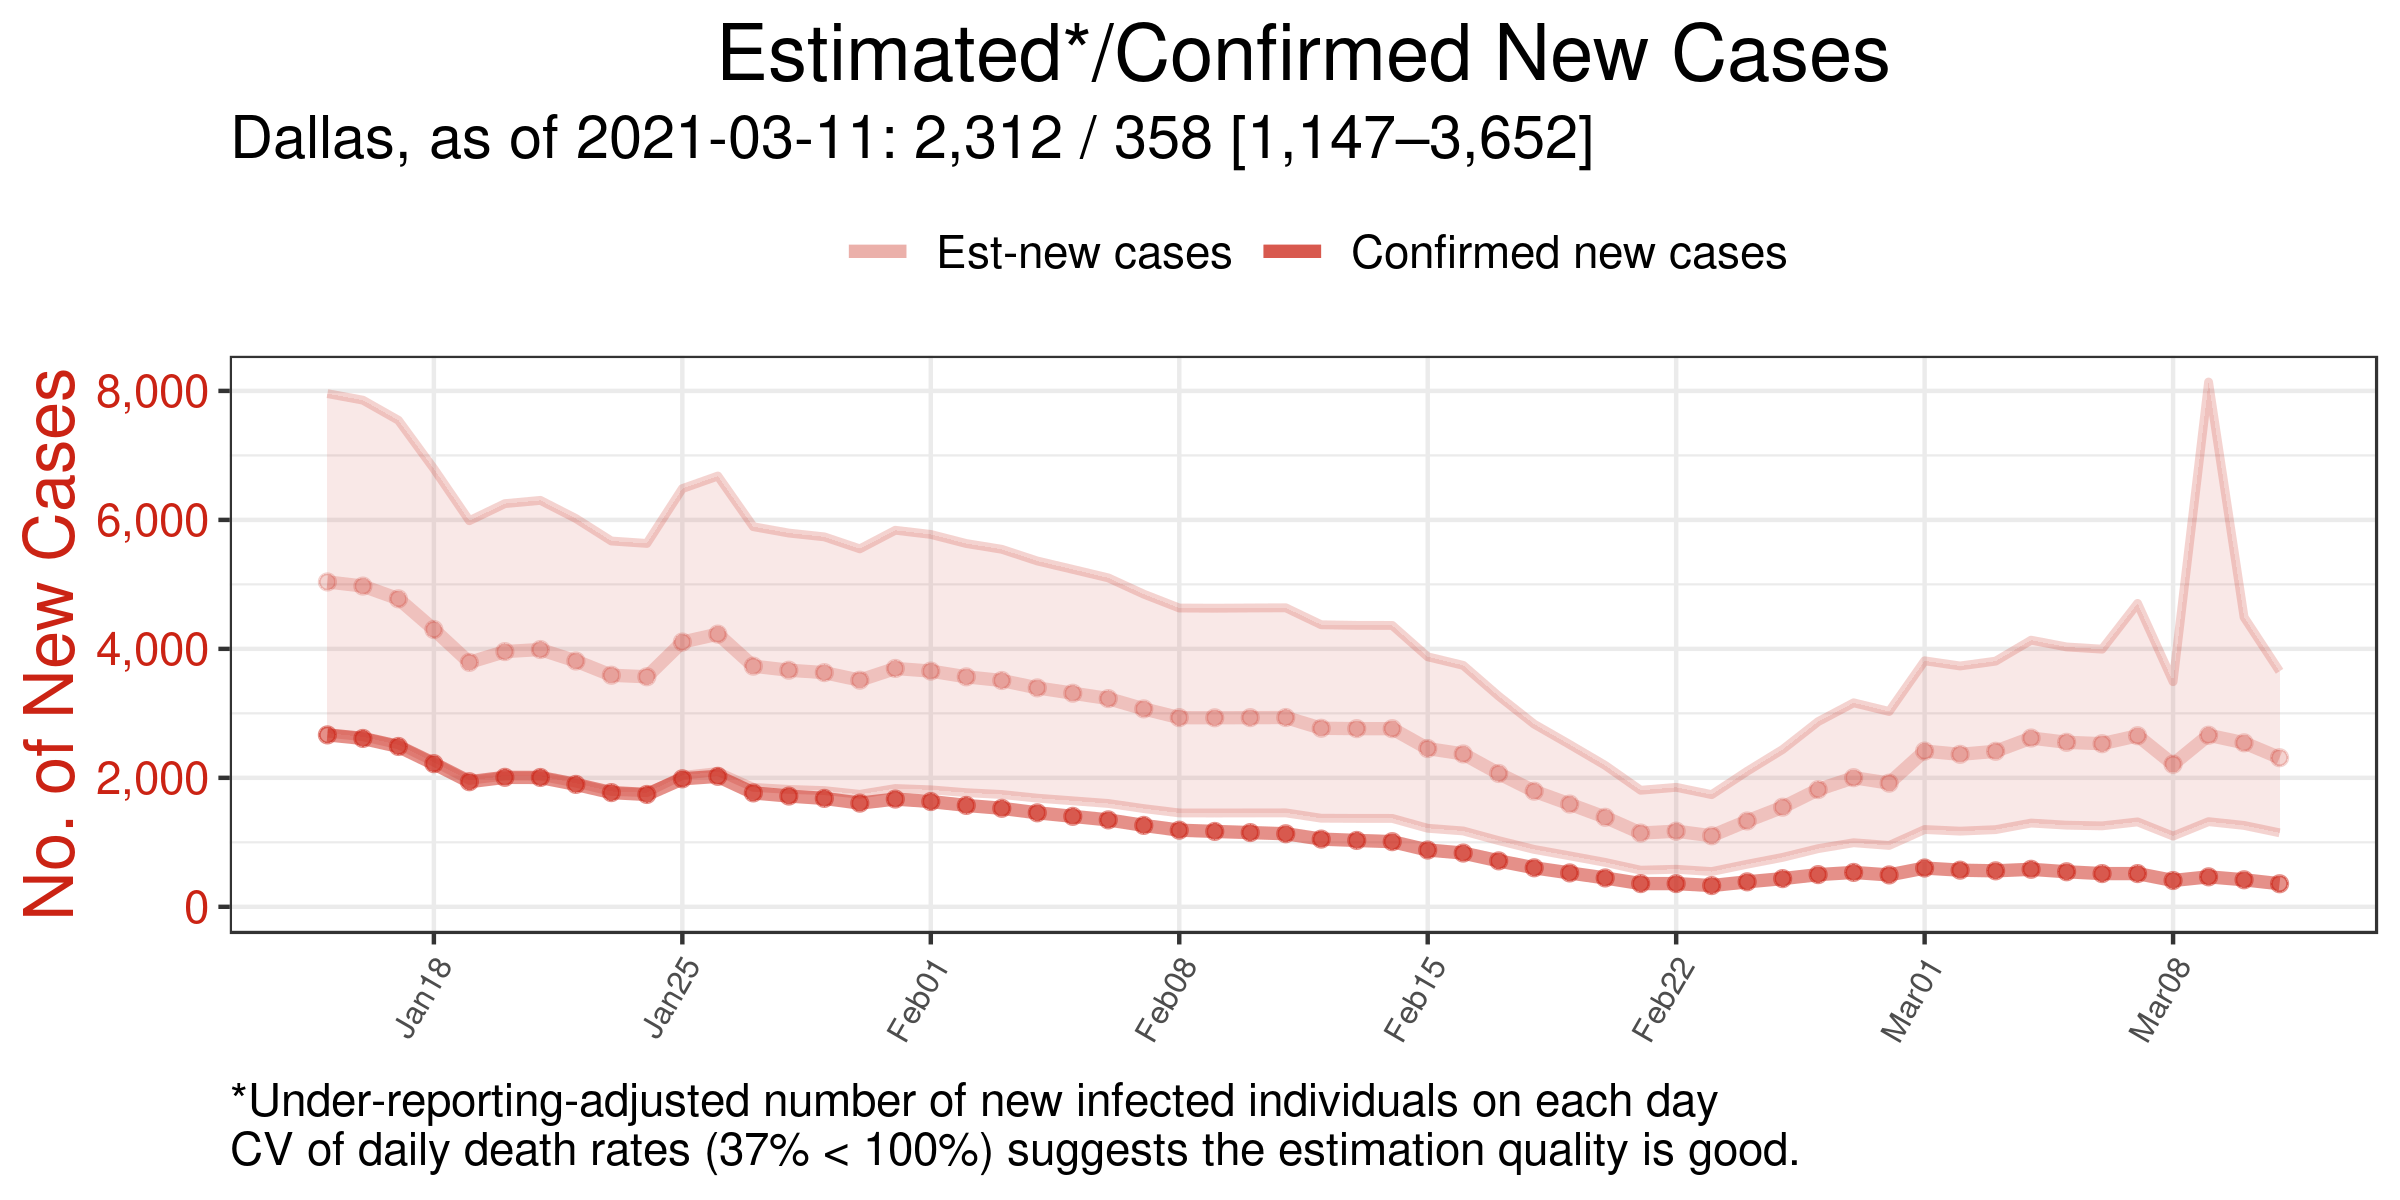 Estimated*/Confirmed New Cases
Dallas, as of 2021-03-11: 2,312 / 358 [1,147–3,652]
Est-new cases
Confirmed new cases
No. of New Cases
8,000
6,000
4,000
2,000
0
Jan18
Jan25
Feb01
Feb08
Feb15
Feb22
Mar01
Mar08
*Under-reporting-adjusted number of new infected individuals on each day
CV of daily death rates (37% < 100%) suggests the estimation quality is good.